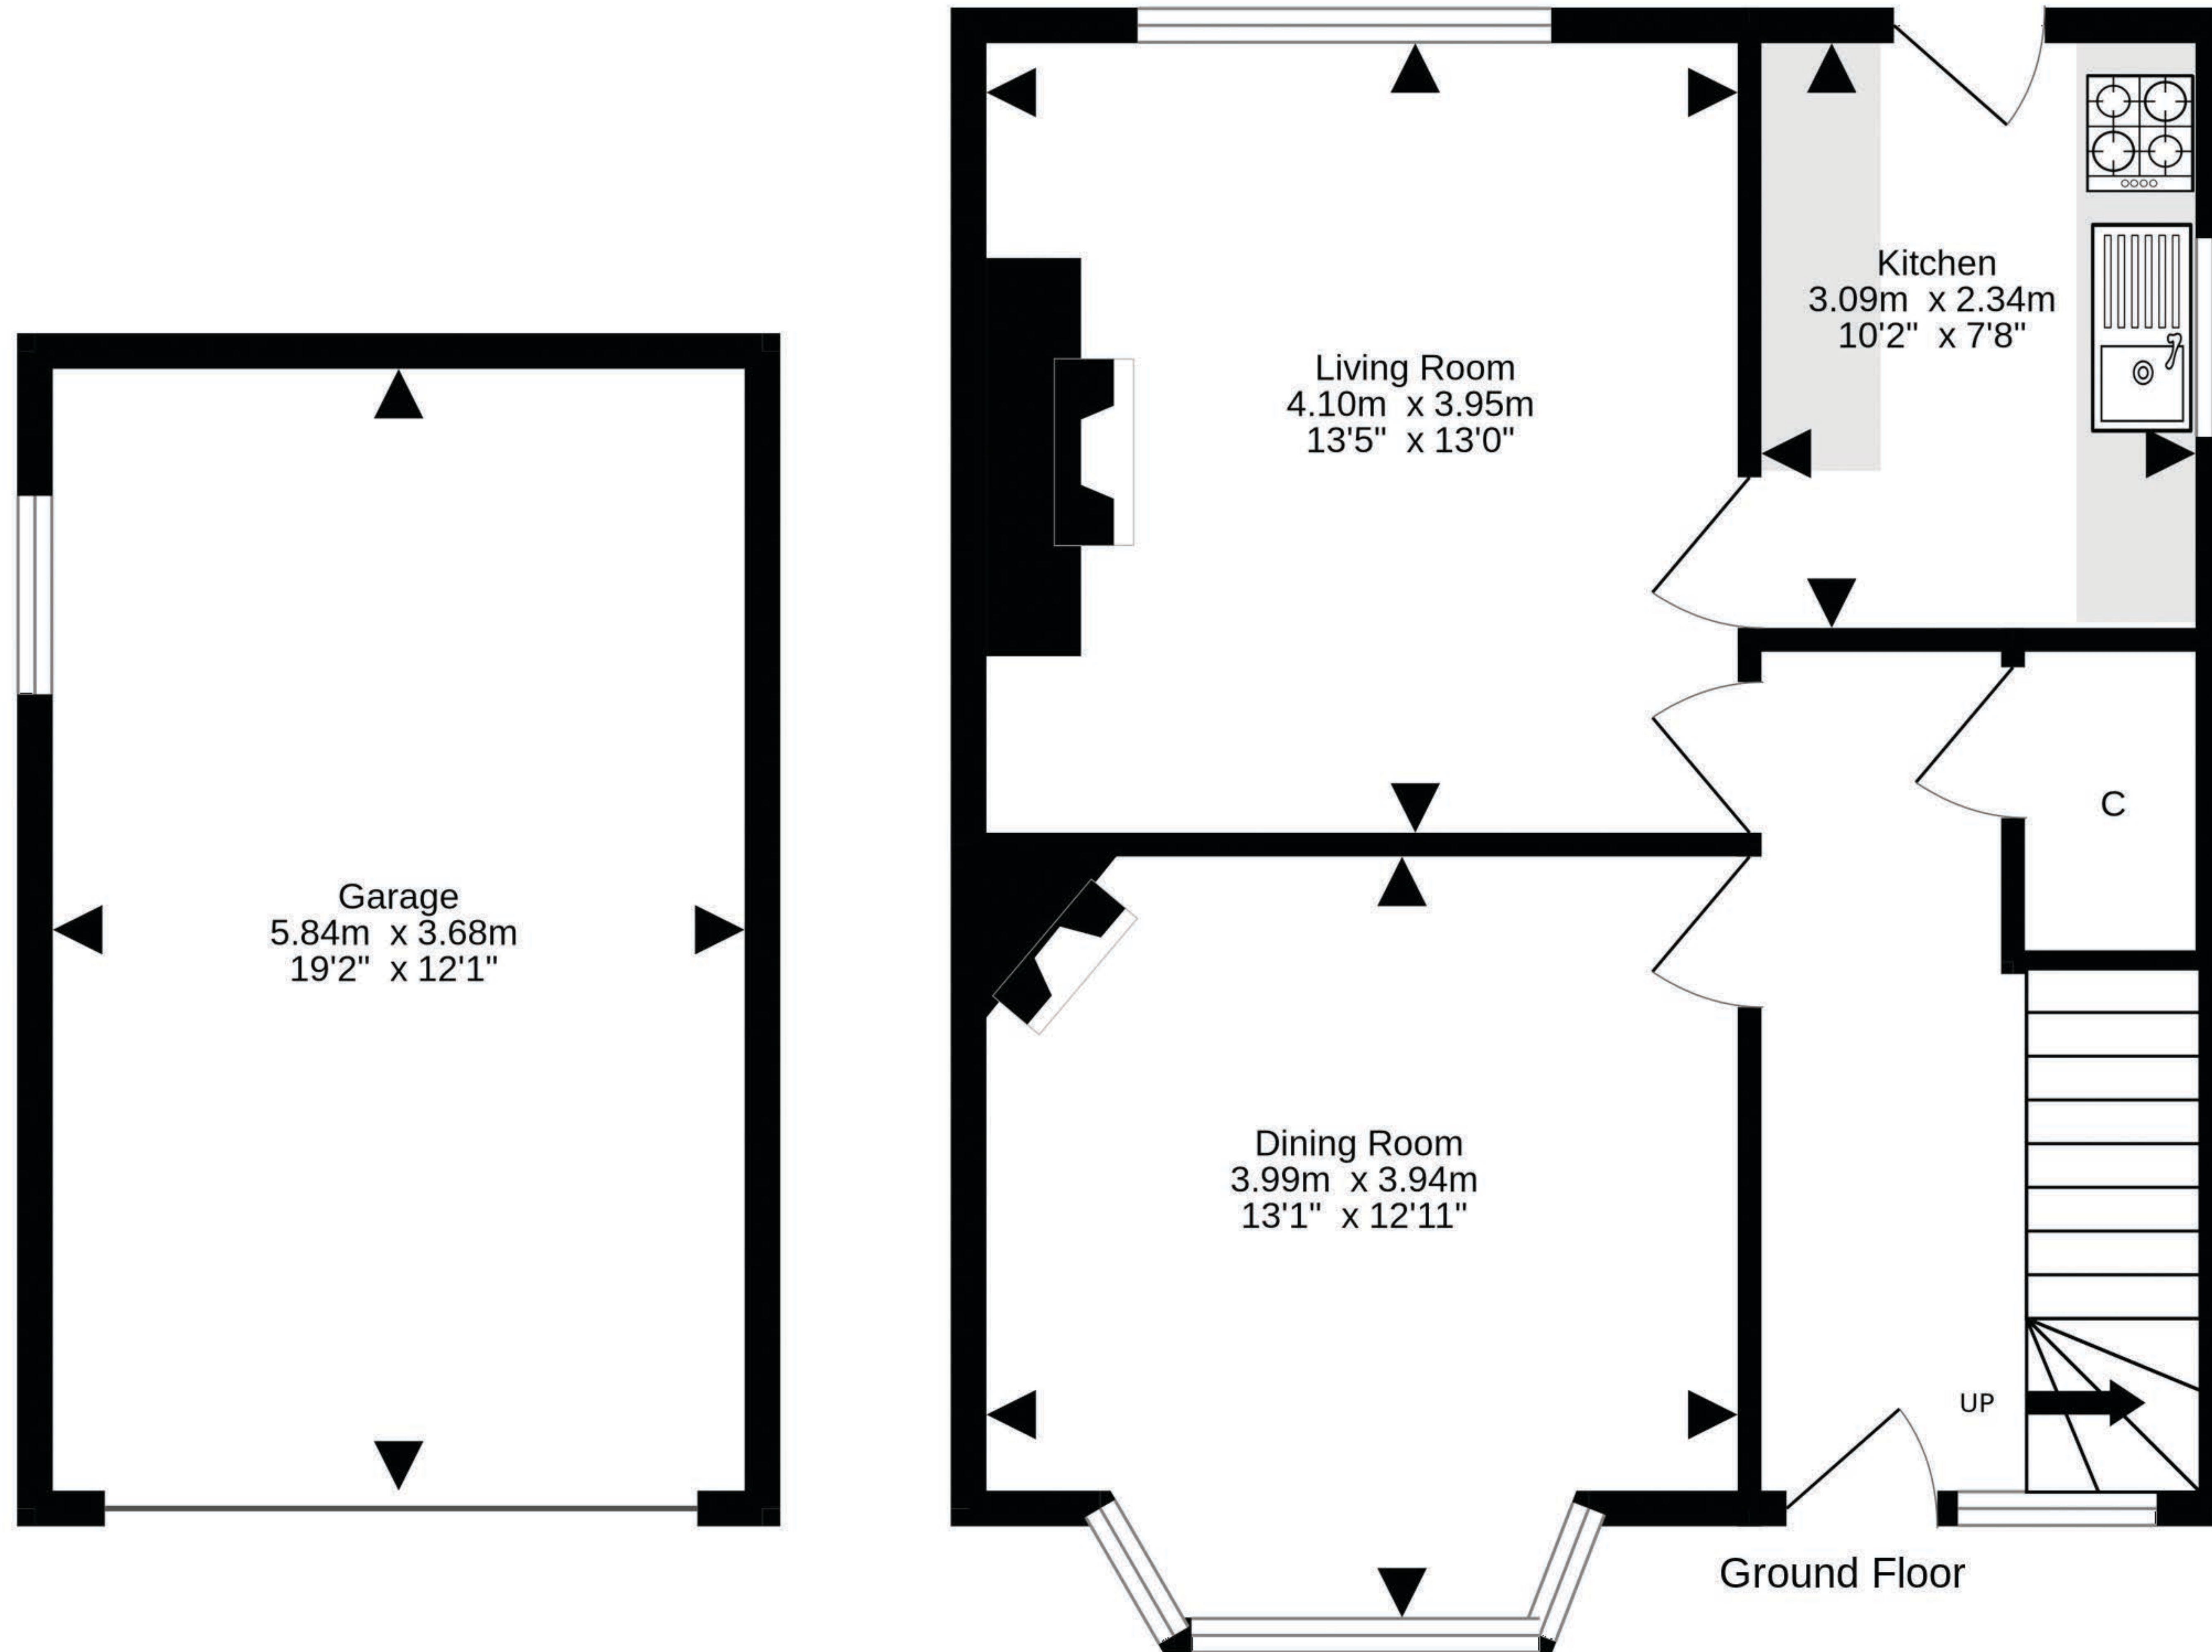 Kitchen
3.09m x 2.34m
10'2" x 7'8"
Living Room
4.10m x 3.95m
13'5" x 13'0"
C
Garage
5.84m x 3.68m
19'2" x 12'1"
Dining Room
3.99m x 3.94m
13'1" x 12'11"
UP
Ground Floor